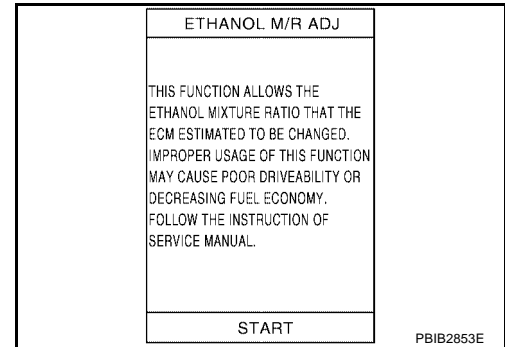 ETHANOL M/R ADJ
THIS FUNCTION ALLOWS THE
ETHANOL MIXTURE RATIO THAT THE
ECM ESTIMATED TO BE CHANGED.
IMPROPER USAGE OF THIS FUNCTION
MAY CAUSE POOR DRIVEABILITY OR
DECREASING FUEL ECONOMY.
FOLLOW THE INSTRUCTION OF
SERVICE MANUAL.
START
PBIB2853E